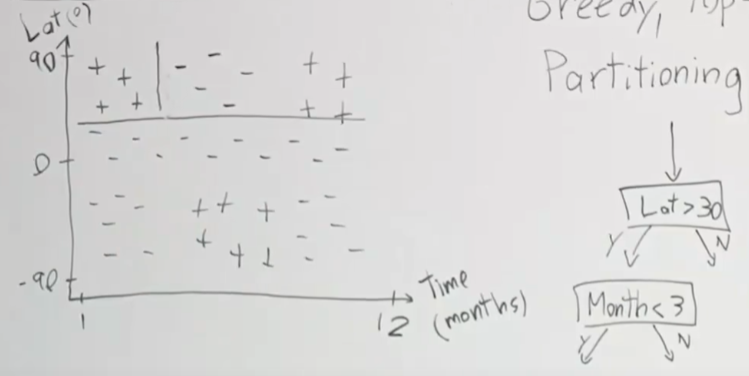 Lat(°)
90
0
-90
1
12
Time
(months)
Greedy, Top-
Partitioning
Lat>30
Y
N
Month<3
Y
N